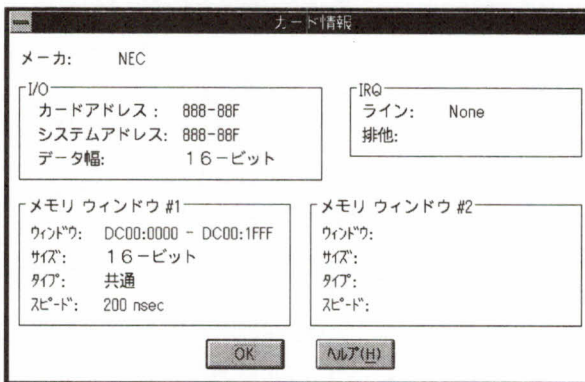 カード情報
メーカ: NEC
I/O
カードアドレス: 888-88F
システムアドレス: 888-88F
データ幅: 16-ビット
IRQ
ライン: None
排他:
メモリ ウィンドウ #1
ウィンドウ: DC00:0000 - DC00:1FFF
サイズ: 16-ビット
タイプ: 共通
スピード: 200 nsec
メモリ ウィンドウ #2
ウィンドウ:
サイズ:
タイプ:
スピード:
OK
ヘルプ(H)